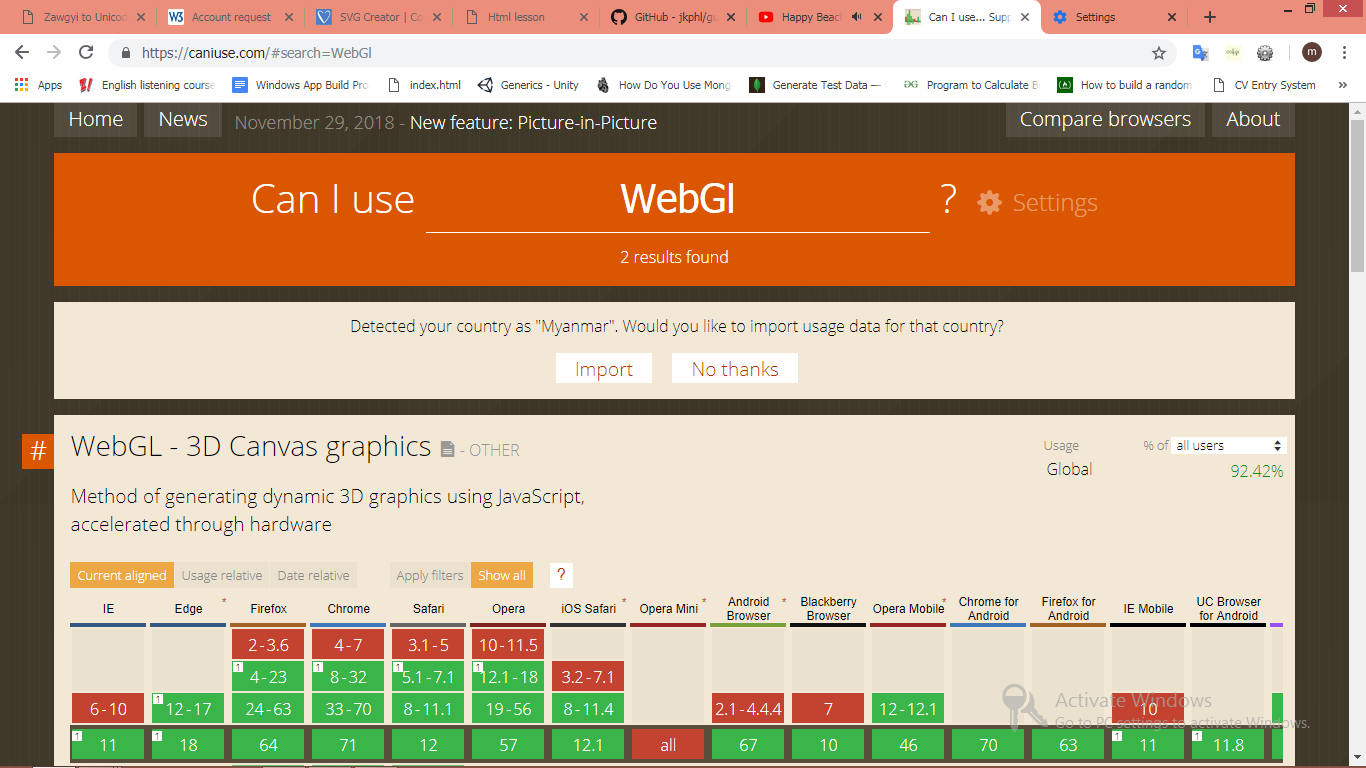 Zawgyi to Unicod
Account request
SVG Creator | Co
Html lesson
GitHub - jkphl/gu
Happy Beac
Can I use... Supp
Settings
https://caniuse.com/#search=WebGl
m
Apps
English listening course
Windows App Build Pro
index.html
Generics - Unity
How Do You Use Mong
Generate Test Data —
Program to Calculate E
How to build a random
CV Entry System
»
Home
News
November 29, 2018 - New feature: Picture-in-Picture
Compare browsers
About
Can I use WebGl ? Settings
2 results found
Detected your country as "Myanmar". Would you like to import usage data for that country?
Import
No thanks
#
WebGL - 3D Canvas graphics - OTHER
Usage % of all users
Global 92.42%
Method of generating dynamic 3D graphics using JavaScript,
accelerated through hardware
Current aligned Usage relative Date relative Apply filters Show all ?
IE Edge * Firefox Chrome Safari Opera iOS Safari * Opera Mini * Android Browser * Blackberry Browser Opera Mobile * Chrome for Android Firefox for Android IE Mobile UC Browser for Android
2-3.6 4-7 3.1-5 10-11.5
1 4-23 1 8-32 1 5.1-7.1 1 12.1-18 3.2-7.1
6-10 1 12-17 24-63 33-70 8-11.1 19-56 8-11.4 2.1-4.4.4 7 12-12.1 10
1 11 1 18 64 71 12 57 12.1 all 67 10 46 70 63 1 11 1 11.8
Activate Windows
Go to PC settings to activate Windows.